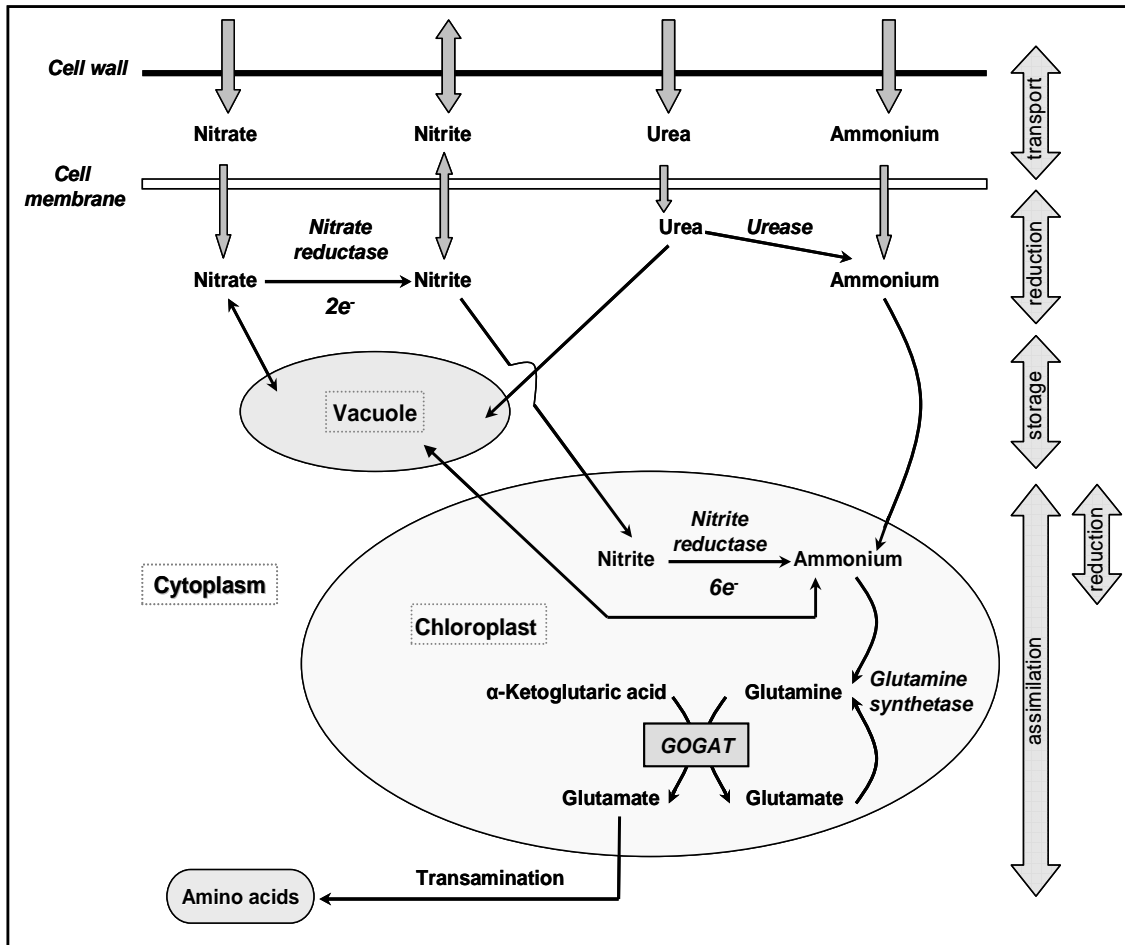 Cell wall
Nitrate
Nitrite
Urea
Ammonium
transport
Cell
membrane
Nitrate
reductase
Urea
Urease
Nitrate
Nitrite
Ammonium
2e-
reduction
Vacuole
storage
Nitrite
reductase
Nitrite
Ammonium
reduction
6e-
Cytoplasm
Chloroplast
α-Ketoglutaric acid
Glutamine
Glutamine
synthetase
assimilation
GOGAT
Glutamate
Glutamate
Transamination
Amino acids